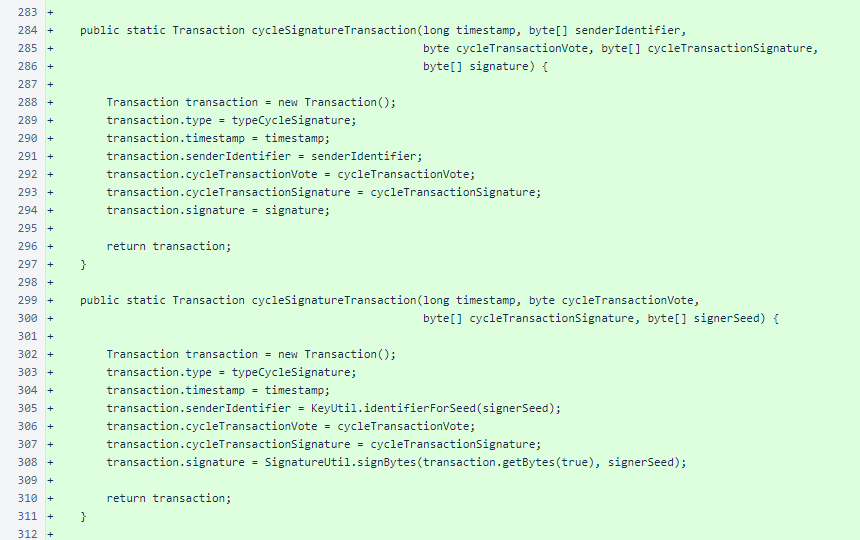 283 +
284 +    public static Transaction cycleSignatureTransaction(long timestamp, byte[] senderIdentifier,
285 +                                                        byte cycleTransactionVote, byte[] cycleTransactionSignature,
286 +                                                        byte[] signature) {
287 +
288 +        Transaction transaction = new Transaction();
289 +        transaction.type = typeCycleSignature;
290 +        transaction.timestamp = timestamp;
291 +        transaction.senderIdentifier = senderIdentifier;
292 +        transaction.cycleTransactionVote = cycleTransactionVote;
293 +        transaction.cycleTransactionSignature = cycleTransactionSignature;
294 +        transaction.signature = signature;
295 +
296 +        return transaction;
297 +    }
298 +
299 +    public static Transaction cycleSignatureTransaction(long timestamp, byte cycleTransactionVote,
300 +                                                        byte[] cycleTransactionSignature, byte[] signerSeed) {
301 +
302 +        Transaction transaction = new Transaction();
303 +        transaction.type = typeCycleSignature;
304 +        transaction.timestamp = timestamp;
305 +        transaction.senderIdentifier = KeyUtil.identifierForSeed(signerSeed);
306 +        transaction.cycleTransactionVote = cycleTransactionVote;
307 +        transaction.cycleTransactionSignature = cycleTransactionSignature;
308 +        transaction.signature = SignatureUtil.signBytes(transaction.getBytes(true), signerSeed);
309 +
310 +        return transaction;
311 +    }
312 +